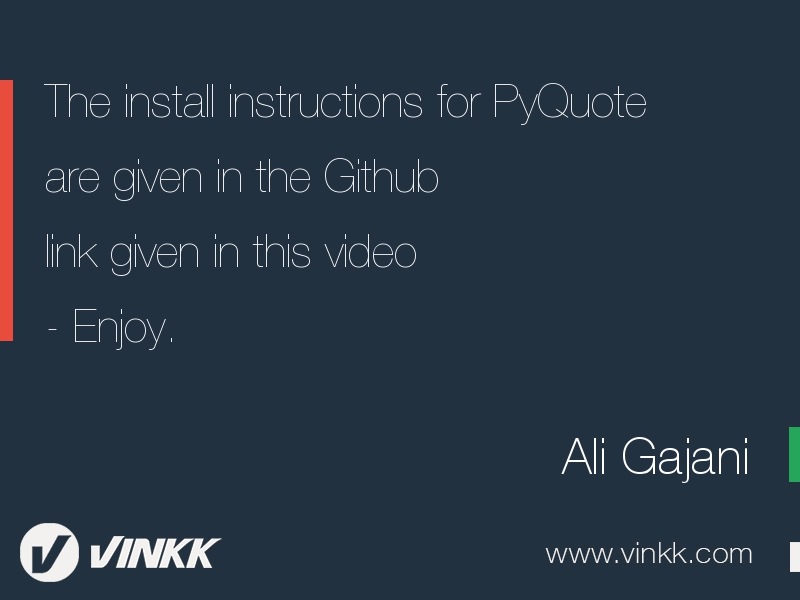 The install instructions for PyQuote
are given in the Github
link given in this video
- Enjoy.
Ali Gajani
VINKK
www.vinkk.com